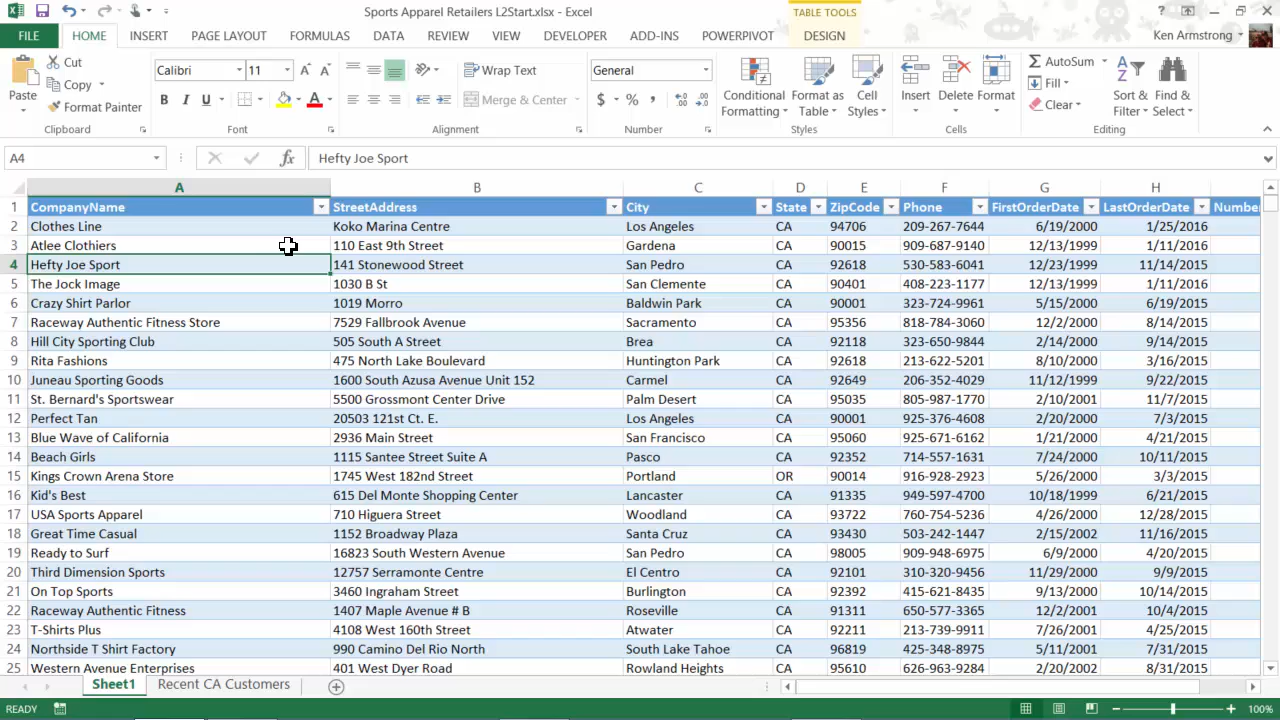 Sports Apparel Retailers L2Start.xlsx - Excel
TABLE TOOLS
FILE HOME INSERT PAGE LAYOUT FORMULAS DATA REVIEW VIEW DEVELOPER ADD-INS POWERPIVOT DESIGN Ken Armstrong
Paste
Cut
Copy
Format Painter
Clipboard
Calibri 11
B I U
Font
Wrap Text
Merge & Center
Alignment
General
$ % ,
Number
Conditional Formatting
Format as Table
Cell Styles
Styles
Insert
Delete
Format
Cells
AutoSum
Fill
Clear
Sort & Filter
Find & Select
Editing
A4 fx Hefty Joe Sport
A B C D E F G H
1 CompanyName StreetAddress City State ZipCode Phone FirstOrderDate LastOrderDate Number
2 Clothes Line Koko Marina Centre Los Angeles CA 94706 209-267-7644 6/19/2000 1/25/2016
3 Atlee Clothiers 110 East 9th Street Gardena CA 90015 909-687-9140 12/13/1999 1/11/2016
4 Hefty Joe Sport 141 Stonewood Street San Pedro CA 92618 530-583-6041 12/23/1999 11/14/2015
5 The Jock Image 1030 B St San Clemente CA 90401 408-223-1177 12/13/1999 1/11/2016
6 Crazy Shirt Parlor 1019 Morro Baldwin Park CA 90001 323-724-9961 5/15/2000 6/19/2015
7 Raceway Authentic Fitness Store 7529 Fallbrook Avenue Sacramento CA 95356 818-784-3060 12/2/2000 8/14/2015
8 Hill City Sporting Club 505 South A Street Brea CA 92118 323-650-9844 2/14/2000 9/14/2015
9 Rita Fashions 475 North Lake Boulevard Huntington Park CA 92618 213-622-5201 8/10/2000 3/16/2015
10 Juneau Sporting Goods 1600 South Azusa Avenue Unit 152 Carmel CA 92649 206-352-4029 11/12/1999 9/22/2015
11 St. Bernard's Sportswear 5500 Grossmont Center Drive Palm Desert CA 95035 805-987-1770 2/10/2001 11/7/2015
12 Perfect Tan 20503 121st Ct. E. Los Angeles CA 90001 925-376-4608 2/20/2000 7/3/2015
13 Blue Wave of California 2936 Main Street San Francisco CA 95060 925-671-6162 1/21/2000 4/21/2015
14 Beach Girls 1115 Santee Street Suite A Pasco CA 92352 714-557-1631 7/24/2000 10/11/2015
15 Kings Crown Arena Store 1745 West 182nd Street Portland OR 90014 916-928-2923 5/26/2000 3/3/2015
16 Kid's Best 615 Del Monte Shopping Center Lancaster CA 91335 949-597-4700 10/18/1999 6/21/2015
17 USA Sports Apparel 710 Higuera Street Woodland CA 93722 760-754-5236 4/26/2000 12/28/2015
18 Great Time Casual 1152 Broadway Plaza Santa Cruz CA 93430 503-242-1447 2/15/2002 11/16/2015
19 Ready to Surf 16823 South Western Avenue San Pedro CA 98005 909-948-6975 6/9/2000 4/20/2015
20 Third Dimension Sports 12757 Serramonte Centre El Centro CA 92101 310-320-9456 11/29/2000 9/9/2015
21 On Top Sports 3460 Ingraham Street Burlington CA 92392 415-621-8435 9/13/2000 10/14/2015
22 Raceway Authentic Fitness 1407 Maple Avenue # B Roseville CA 91311 650-577-3365 12/2/2001 10/4/2015
23 T-Shirts Plus 4108 West 160th Street Atwater CA 92211 213-739-9911 7/26/2001 4/25/2015
24 Northside T Shirt Factory 990 Camino Del Rio North South Lake Tahoe CA 96819 425-348-8975 5/11/2001 7/31/2015
25 Western Avenue Enterprises 401 West Dyer Road Rowland Heights CA 95610 626-963-9284 2/20/2002 8/31/2015
Sheet1 Recent CA Customers
READY 100%